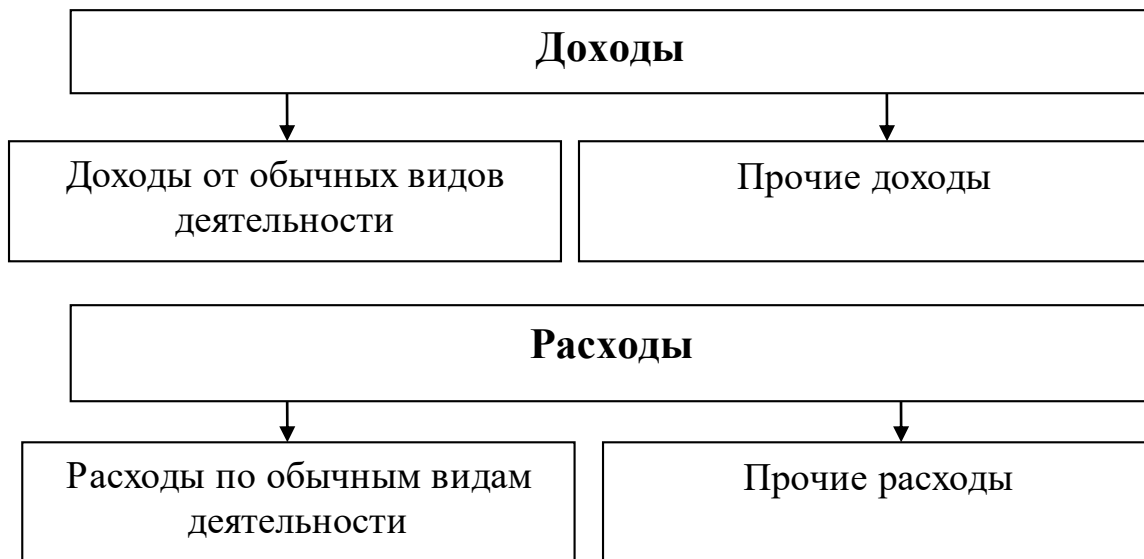 Доходы
Доходы от обычных видов
деятельности
Прочие доходы
Расходы
Расходы по обычным видам
деятельности
Прочие расходы